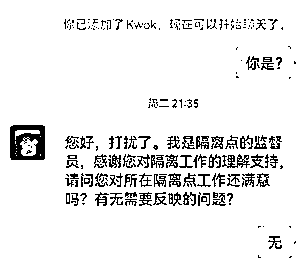 你已添加了Kwok，现在可以开始聊天了。
你是?
周二 21:35
您好，打扰了。我是隔离点的监督
员，感谢您对隔离工作的理解支持，
请问您对所在隔离点工作还满意
吗？有无需要反映的问题？
无